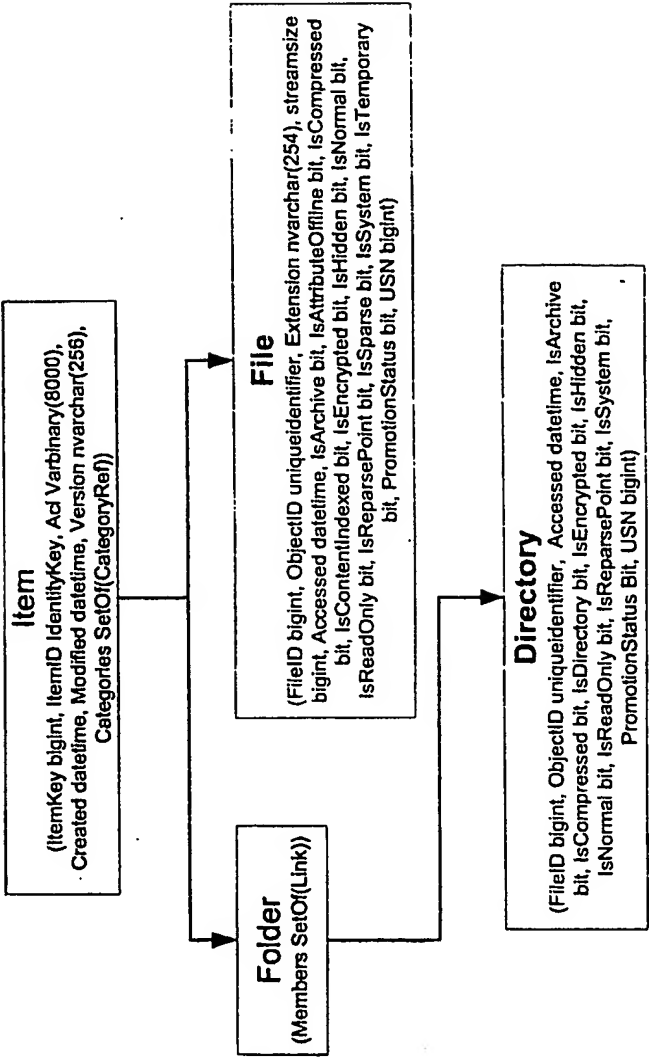 Item
(ItemKey bigint, ItemID IdentityKey, Acl Varbinary(8000),
Created datetime, Modified datetime, Version nvarchar(256),
Categories SetOf(CategoryRef))
Folder
(Members SetOf(Link))
File
(FileID bigint, ObjectID uniqueidentifier, Extension nvarchar(254), streamsize
bigint, Accessed datetime, IsArchive bit, IsAttributeOffline bit, IsCompressed
bit, IsContentIndexed bit, IsEncrypted bit, IsHidden bit, IsNormal bit,
IsReadOnly bit, IsReparsePoint bit, IsSparse bit, IsSystem bit, IsTemporary
bit, PromotionStatus bit, USN bigint)
Directory
(FileID bigint, ObjectID uniqueidentifier, Accessed datetime, IsArchive
bit, IsCompressed bit, IsDirectory bit, IsEncrypted bit, IsHidden bit,
IsNormal bit, IsReadOnly bit, IsReparsePoint bit, IsSystem bit,
PromotionStatus Bit, USN bigint)